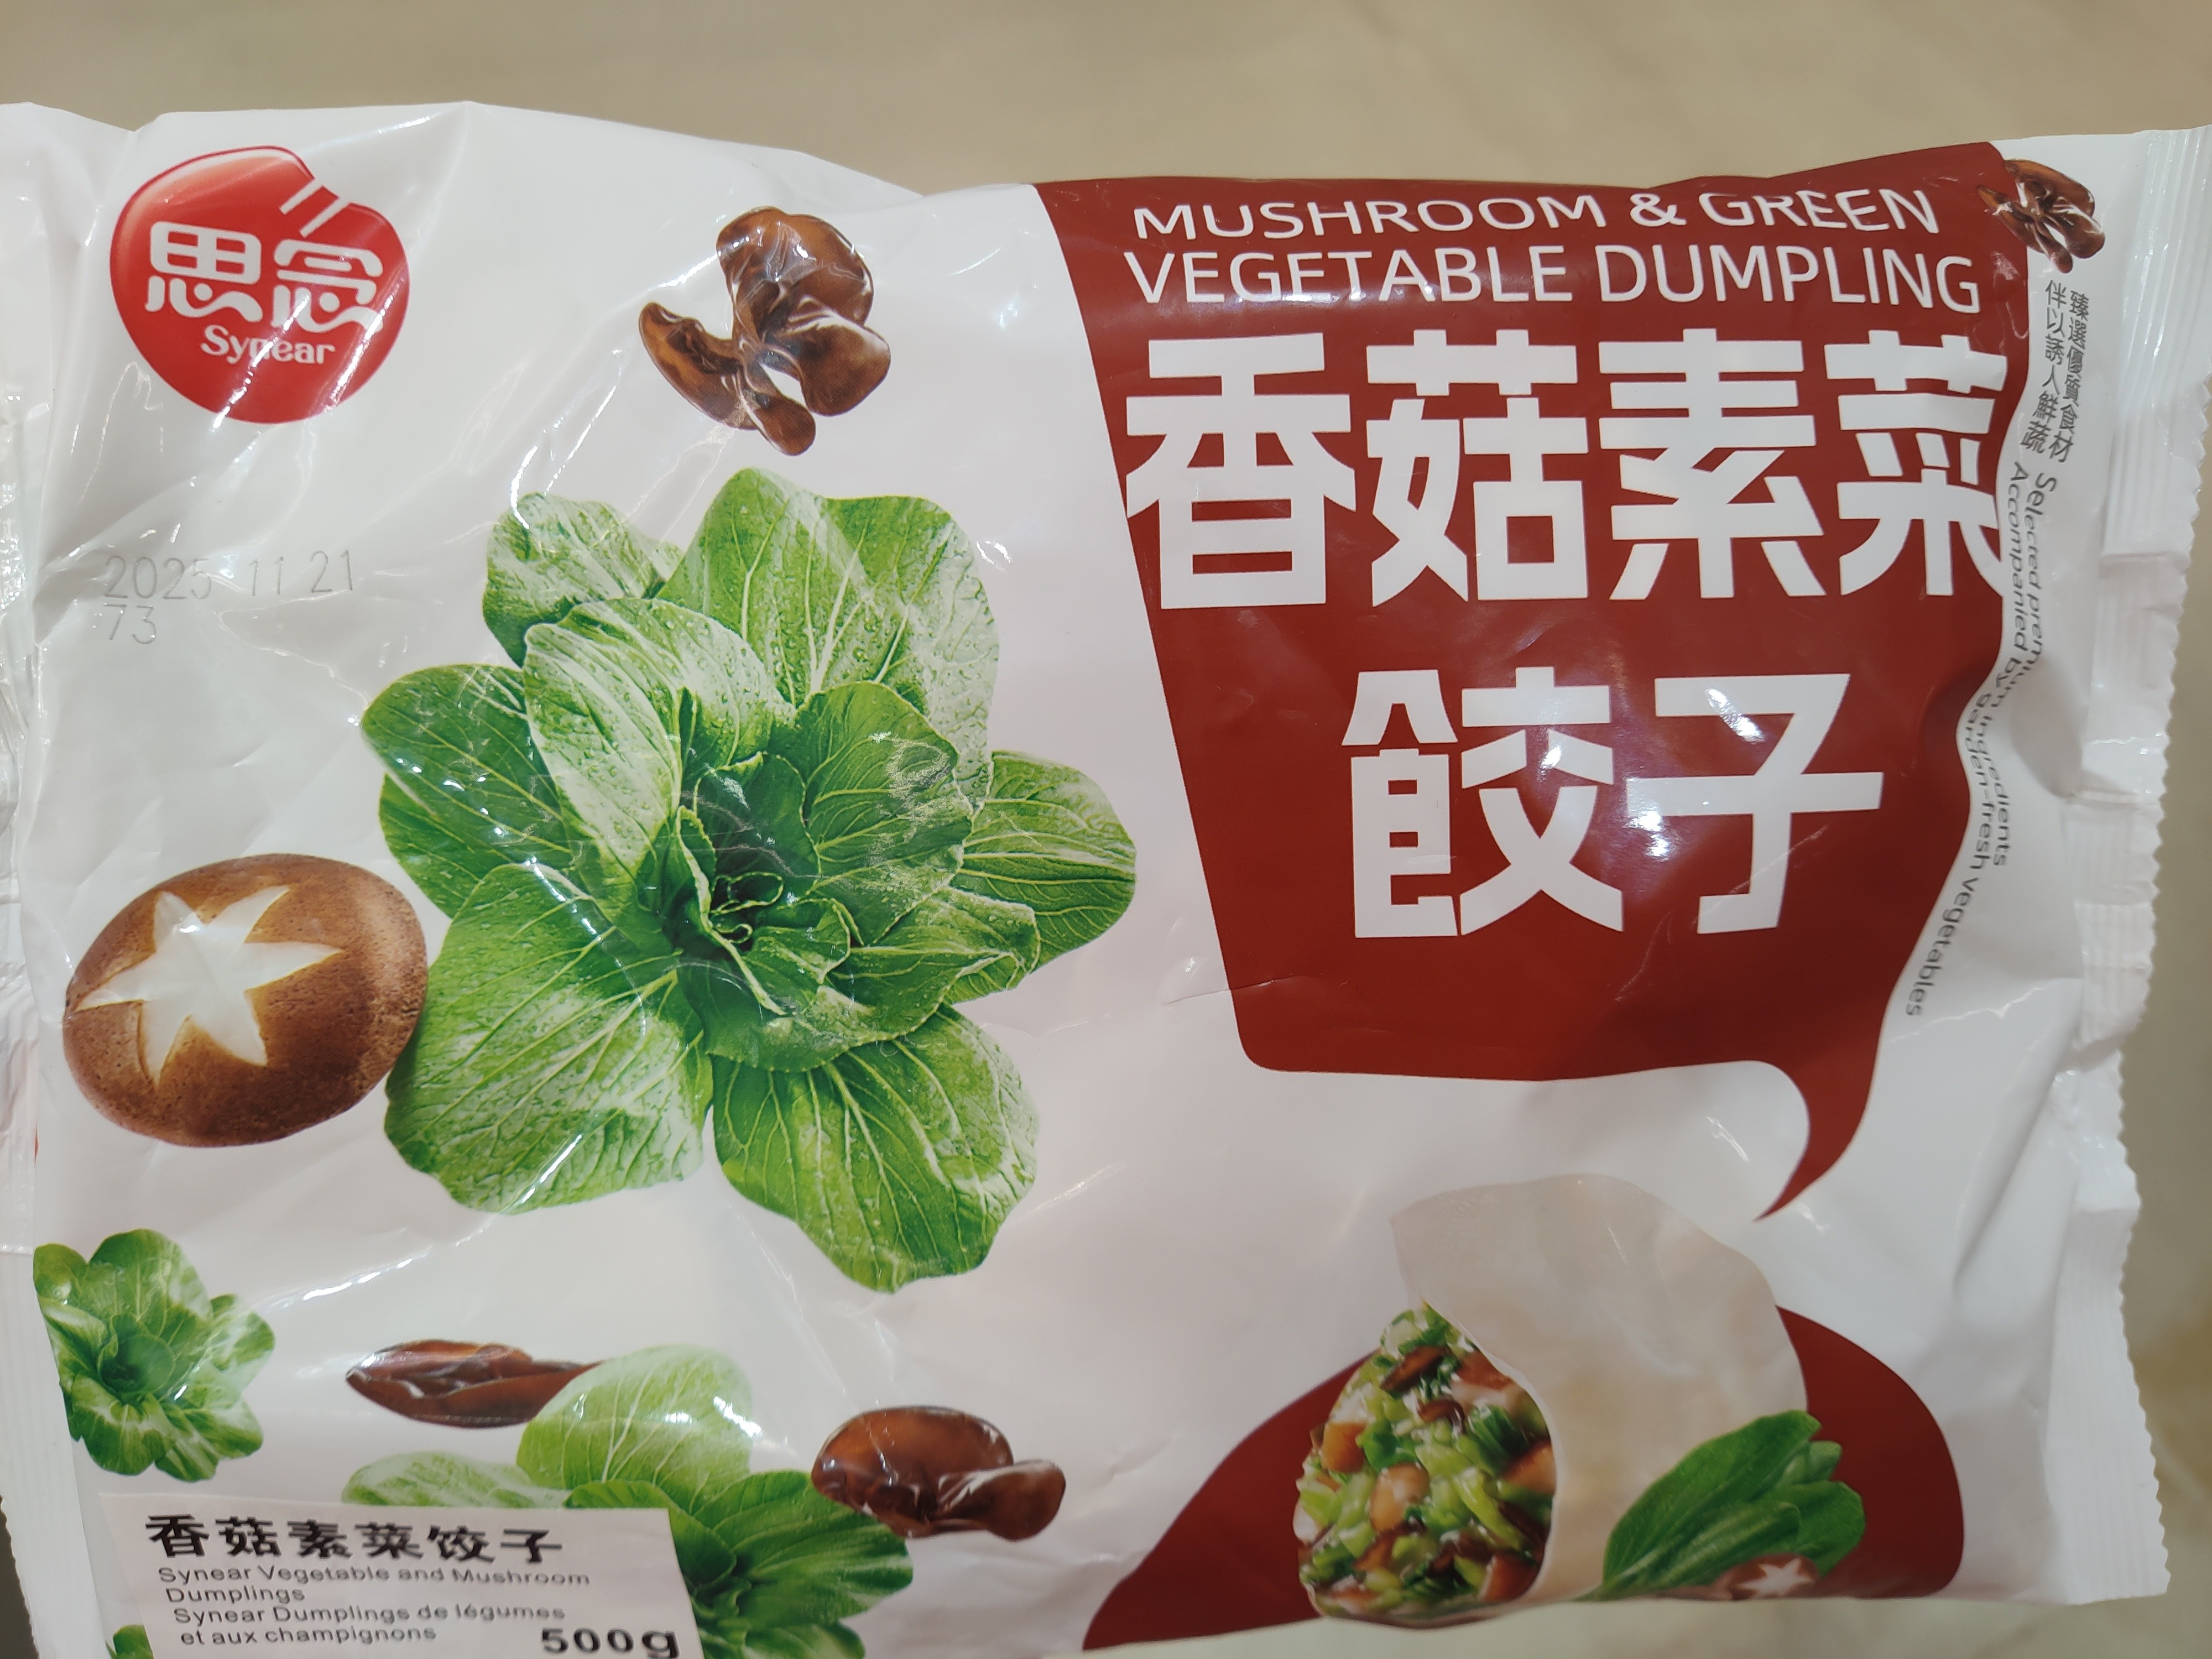 思念
Synear
MUSHROOM & GREEN
VEGETABLE DUMPLING
香菇素菜
餃子
臻選優質食材
伴以誘人鮮蔬
Selected premium ingredients
Accompanied by garden-fresh vegetables
2025 11 21
73
香菇素菜饺子
Synear Vegetable and Mushroom
Dumplings
Synear Dumplings de légumes
et aux champignons
500g